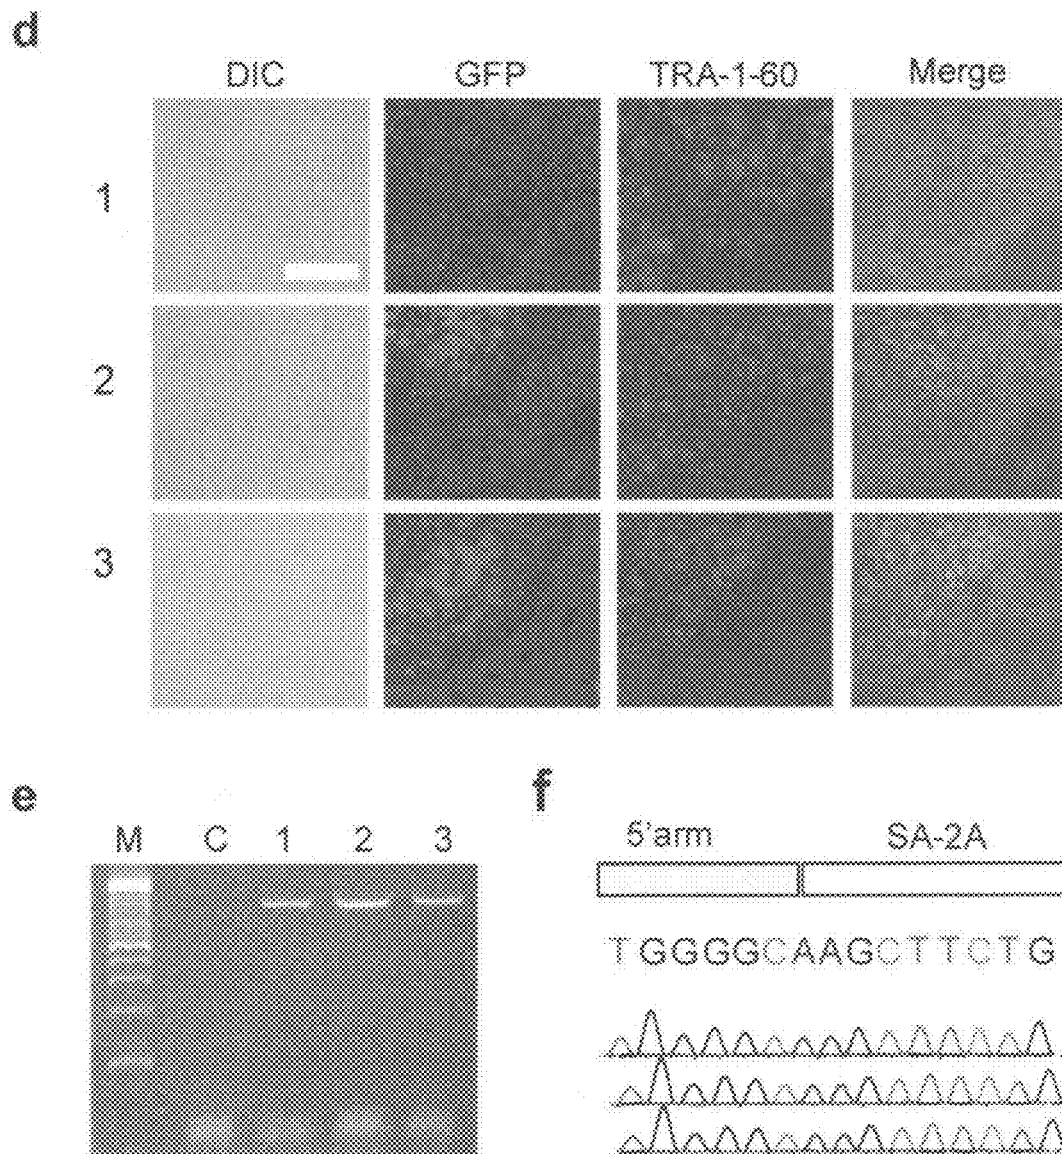 d
DIC GFP TRA-1-60 Merge
1
2
3
e
M C 1 2 3
f
5'arm SA-2A
TGGGGCAAGCTTCTG